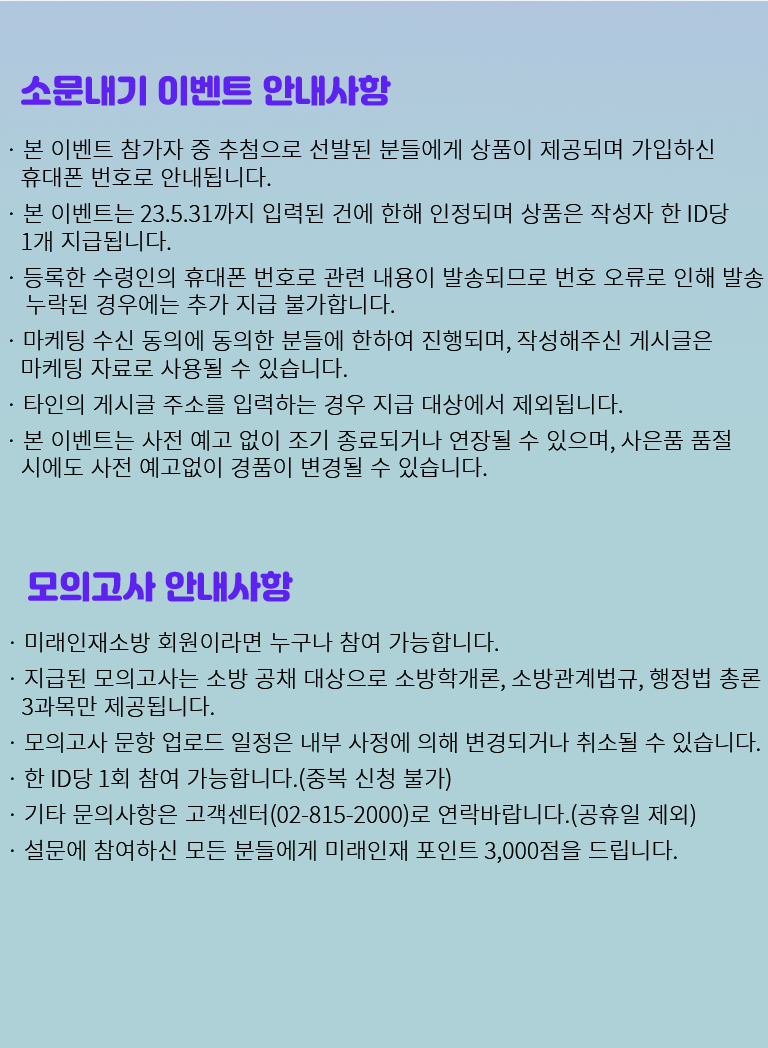 소문내기 이벤트 안내사항
· 본 이벤트 참가자 중 추첨으로 선발된 분들에게 상품이 제공되며 가입하신
휴대폰 번호로 안내됩니다.
· 본 이벤트는 23.5.31까지 입력된 건에 한해 인정되며 상품은 작성자 한 ID당
1개 지급됩니다.
· 등록한 수령인의 휴대폰 번호로 관련 내용이 발송되므로 번호 오류로 인해 발송
누락된 경우에는 추가 지급 불가합니다.
· 마케팅 수신 동의에 동의한 분들에 한하여 진행되며, 작성해주신 게시글은
마케팅 자료로 사용될 수 있습니다.
· 타인의 게시글 주소를 입력하는 경우 지급 대상에서 제외됩니다.
· 본 이벤트는 사전 예고 없이 조기 종료되거나 연장될 수 있으며, 사은품 품절
시에도 사전 예고없이 경품이 변경될 수 있습니다.
모의고사 안내사항
· 미래인재소방 회원이라면 누구나 참여 가능합니다.
· 지급된 모의고사는 소방 공채 대상으로 소방학개론, 소방관계법규, 행정법 총론
3과목만 제공됩니다.
· 모의고사 문항 업로드 일정은 내부 사정에 의해 변경되거나 취소될 수 있습니다.
· 한 ID당 1회 참여 가능합니다.(중복 신청 불가)
· 기타 문의사항은 고객센터(02-815-2000)로 연락바랍니다.(공휴일 제외)
· 설문에 참여하신 모든 분들에게 미래인재 포인트 3,000점을 드립니다.